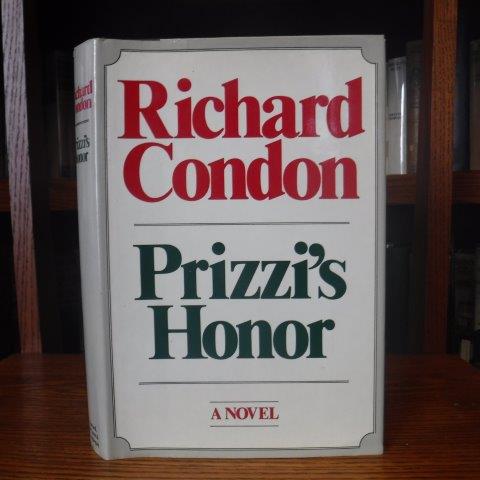 Richard
Condon
Prizzi's
Honor
A NOVEL
Richard
Condon
Prizzi's
Honor